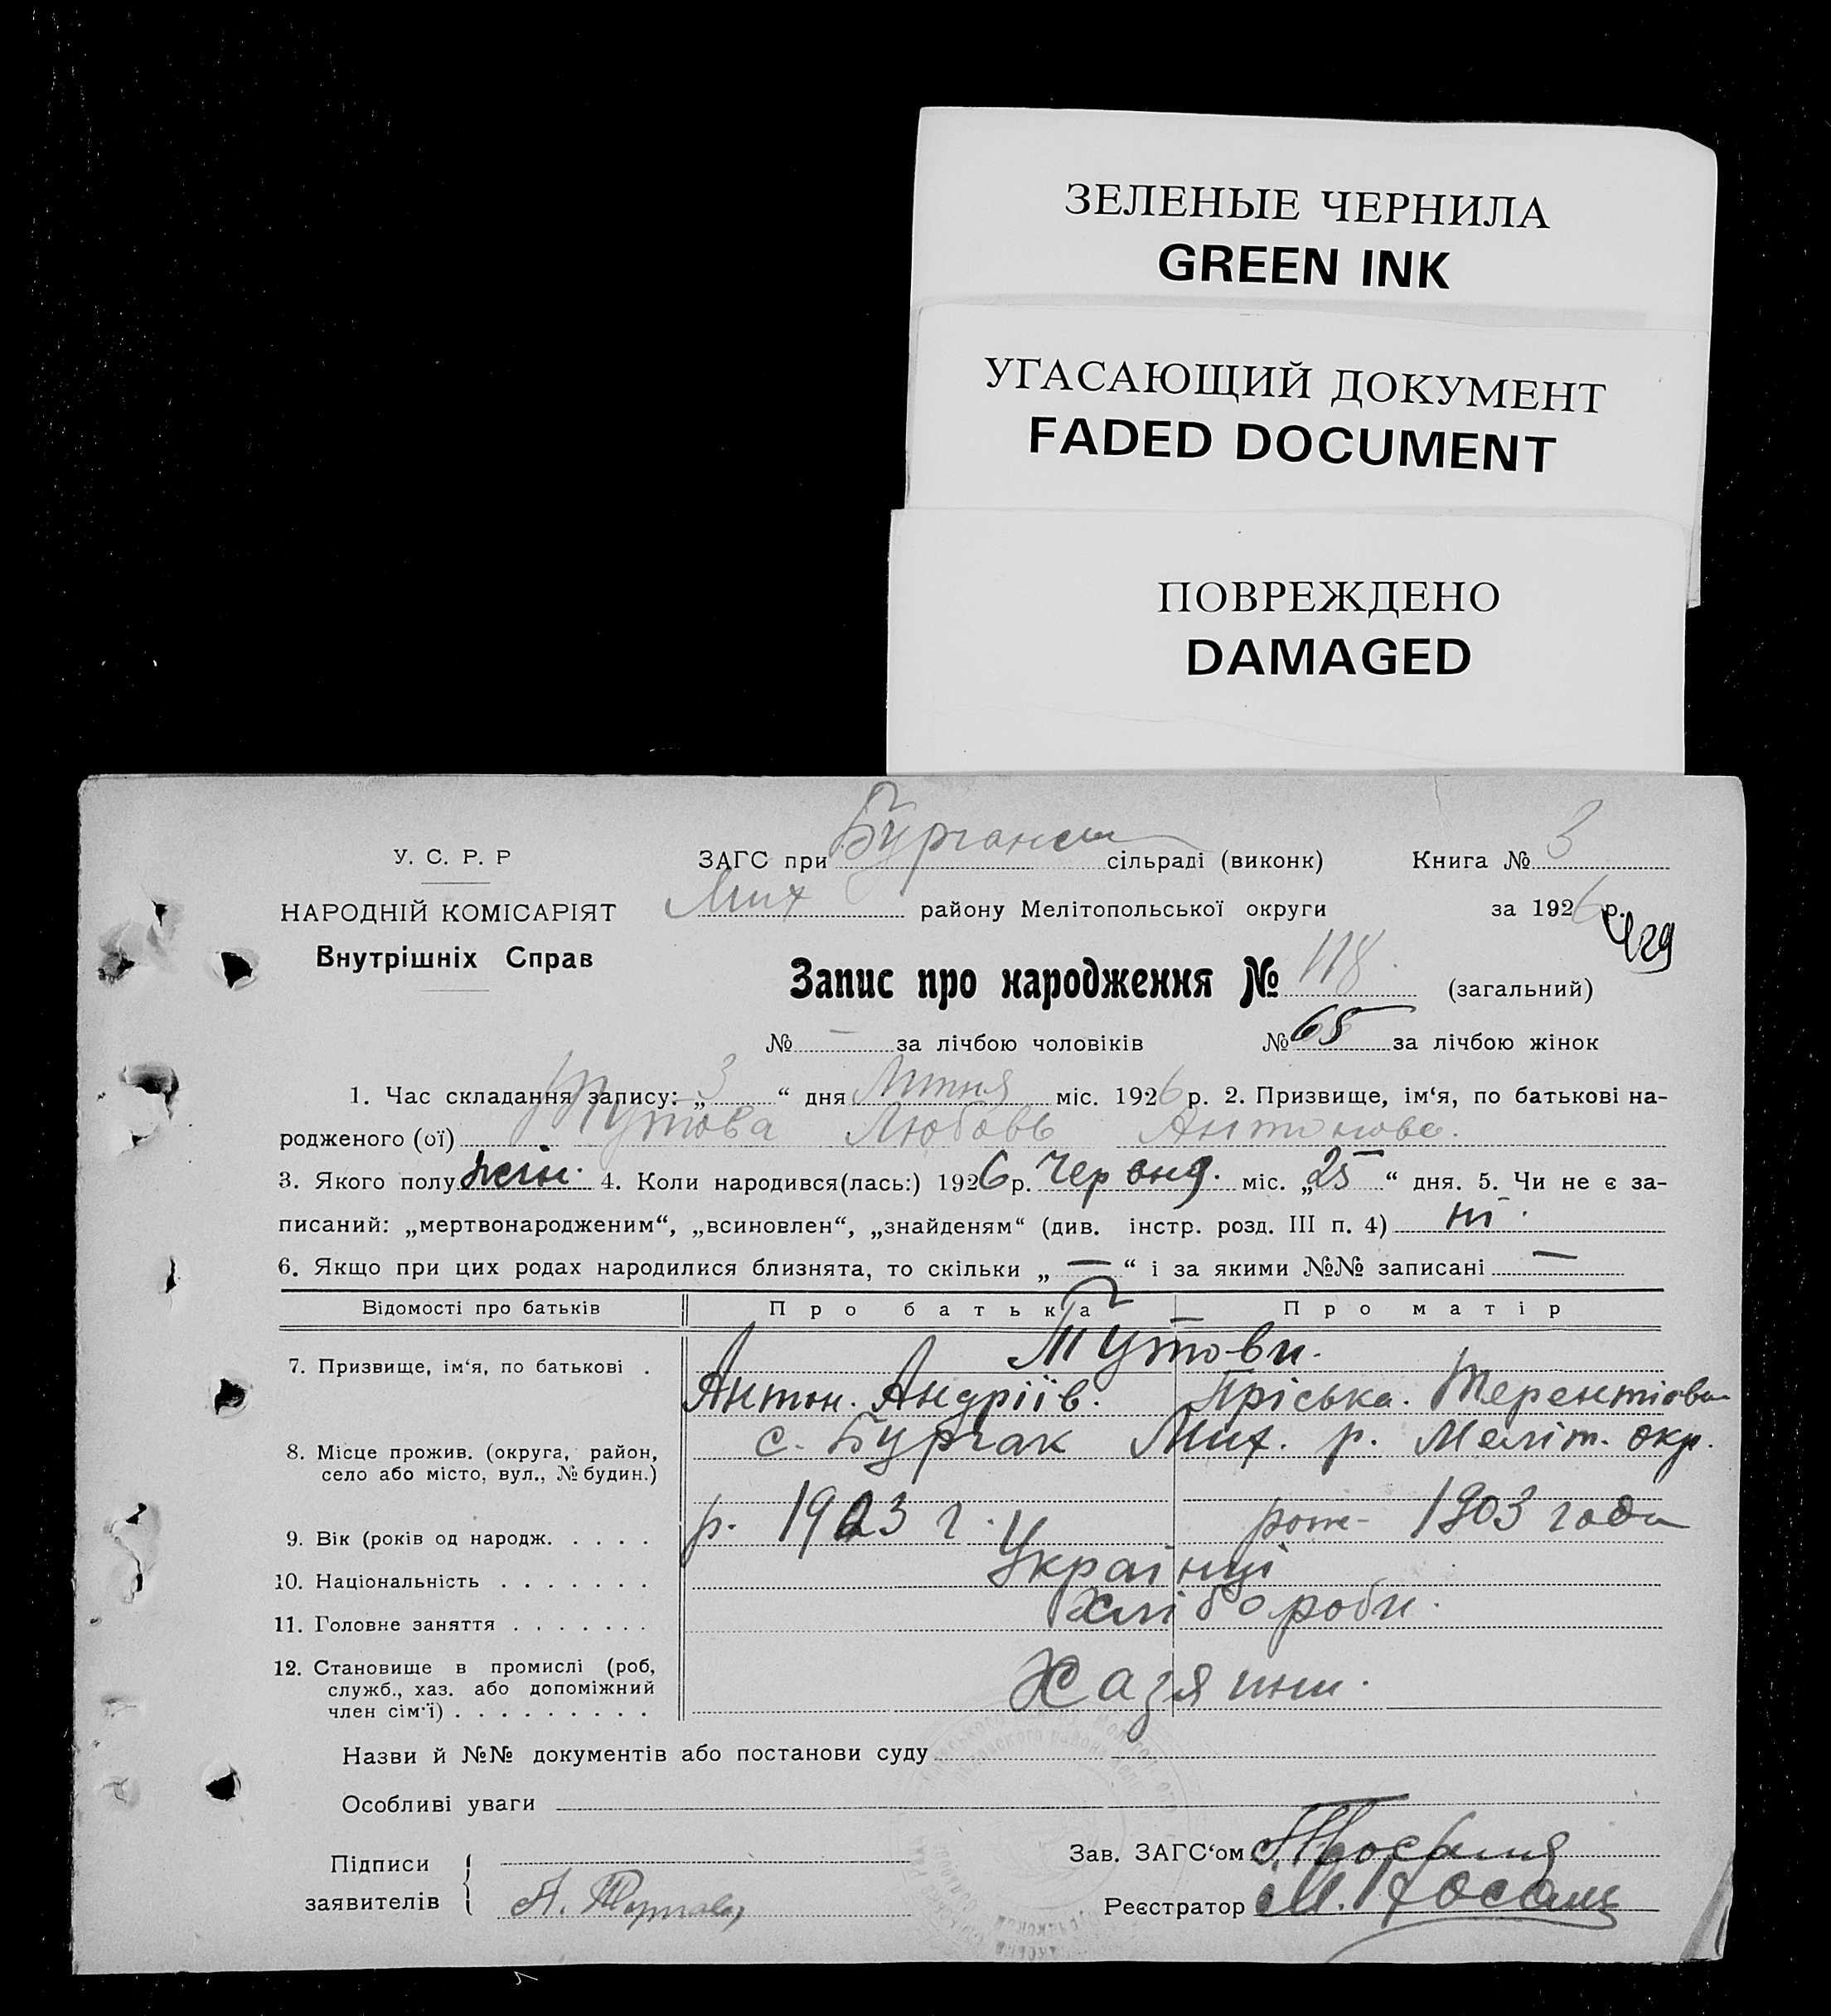 ЗЕЛЕНЫЕ ЧЕРНИЛА
GREEN INK
УГАСАЮЩИЙ ДОКУМЕНТ
FADED DOCUMENT
ПОВРЕЖДЕНО
DAMAGED
У. С. Р. Р
НАРОДНІЙ КОМІСАРІЯТ
Внутрішніх Справ
ЗАГС при сільраді (виконк) Книга № 3
Мих району Мелітопольської округи за 1926 р.
429
Запис про народження № 118 (загальний)
№ — за лічбою чоловіків № 65 за лічбою жінок
1. Час складання запису: „ 3 “ дня Липня міс. 1926 р. 2. Призвище, ім‘я, по батькові на-
родженого (ої) Тутова Любовь Антонова.
3. Якого полу жін. 4. Коли народився(лась:) 1926 р. Червня. міс. „25“ дня. 5. Чи не є за-
писаний: „мертвонародженим“, „всиновлен“, „знайденям“ (див. інстр. розд. III п. 4) ні.
6. Якщо при цих родах народилися близнята, то скільки „ — “ і за якими №№ записані —
Відомості про батьків Про батька Про матір
7. Призвище, ім‘я, по батькові . Тутови.
Антон. Андріїв. Пріська. Терентіовна
8. Місце прожив. (округа, район, с. Бурчак Мих. р. Меліт. окр.
село або місто, вул., № будин.)
9. Вік (років од народж. . . . . р. 1903 г. рож- 1903 года
10. Національність . . . . . . . Українці
11. Головне заняття . . . . . . . Хлібороби.
12. Становище в промислі (роб,
служб., хаз. або допоміжний Хазяини.
член сім‘ї) . . . . . . . . .
Назви й №№ документів або постанови суду
Особливі уваги
Підписи Зав. ЗАГС‘ом
заявителів А. Тутова Реєстратор М. Носань